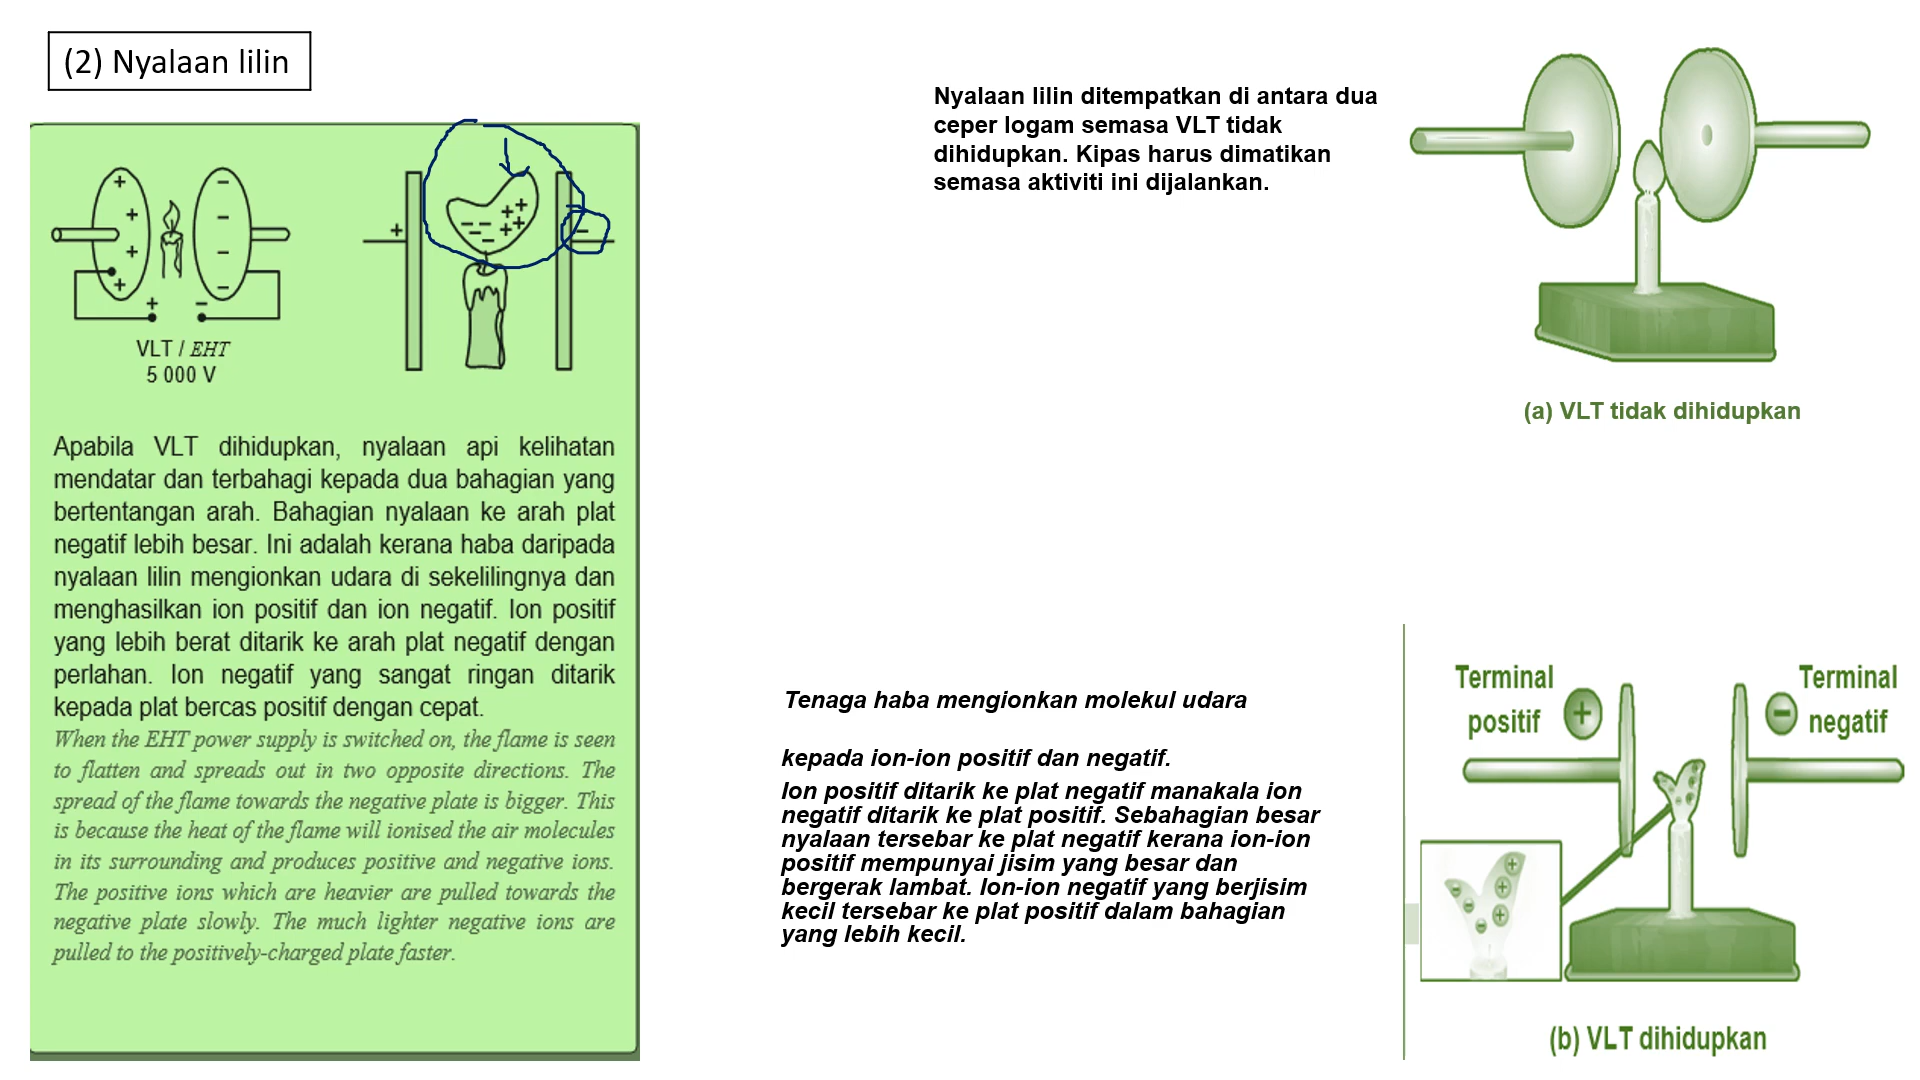 (2) Nyalaan lilin
+
+
+
+
−
−
−
−
+
−
VLT / EHT
5 000 V
+
−
− −
−
+ +
+ +
Apabila VLT dihidupkan, nyalaan api kelihatan
mendatar dan terbahagi kepada dua bahagian yang
bertentangan arah. Bahagian nyalaan ke arah plat
negatif lebih besar. Ini adalah kerana haba daripada
nyalaan lilin mengionkan udara di sekelilingnya dan
menghasilkan ion positif dan ion negatif. Ion positif
yang lebih berat ditarik ke arah plat negatif dengan
perlahan. Ion negatif yang sangat ringan ditarik
kepada plat bercas positif dengan cepat.
When the EHT power supply is switched on, the flame is seen
to flatten and spreads out in two opposite directions. The
spread of the flame towards the negative plate is bigger. This
is because the heat of the flame will ionised the air molecules
in its surrounding and produces positive and negative ions.
The positive ions which are heavier are pulled towards the
negative plate slowly. The much lighter negative ions are
pulled to the positively-charged plate faster.
Nyalaan lilin ditempatkan di antara dua
ceper logam semasa VLT tidak
dihidupkan. Kipas harus dimatikan
semasa aktiviti ini dijalankan.
(a) VLT tidak dihidupkan
Tenaga haba mengionkan molekul udara
kepada ion-ion positif dan negatif.
Ion positif ditarik ke plat negatif manakala ion
negatif ditarik ke plat positif. Sebahagian besar
nyalaan tersebar ke plat negatif kerana ion-ion
positif mempunyai jisim yang besar dan
bergerak lambat. Ion-ion negatif yang berjisim
kecil tersebar ke plat positif dalam bahagian
yang lebih kecil.
Terminal
positif
+
−
Terminal
negatif
(b) VLT dihidupkan